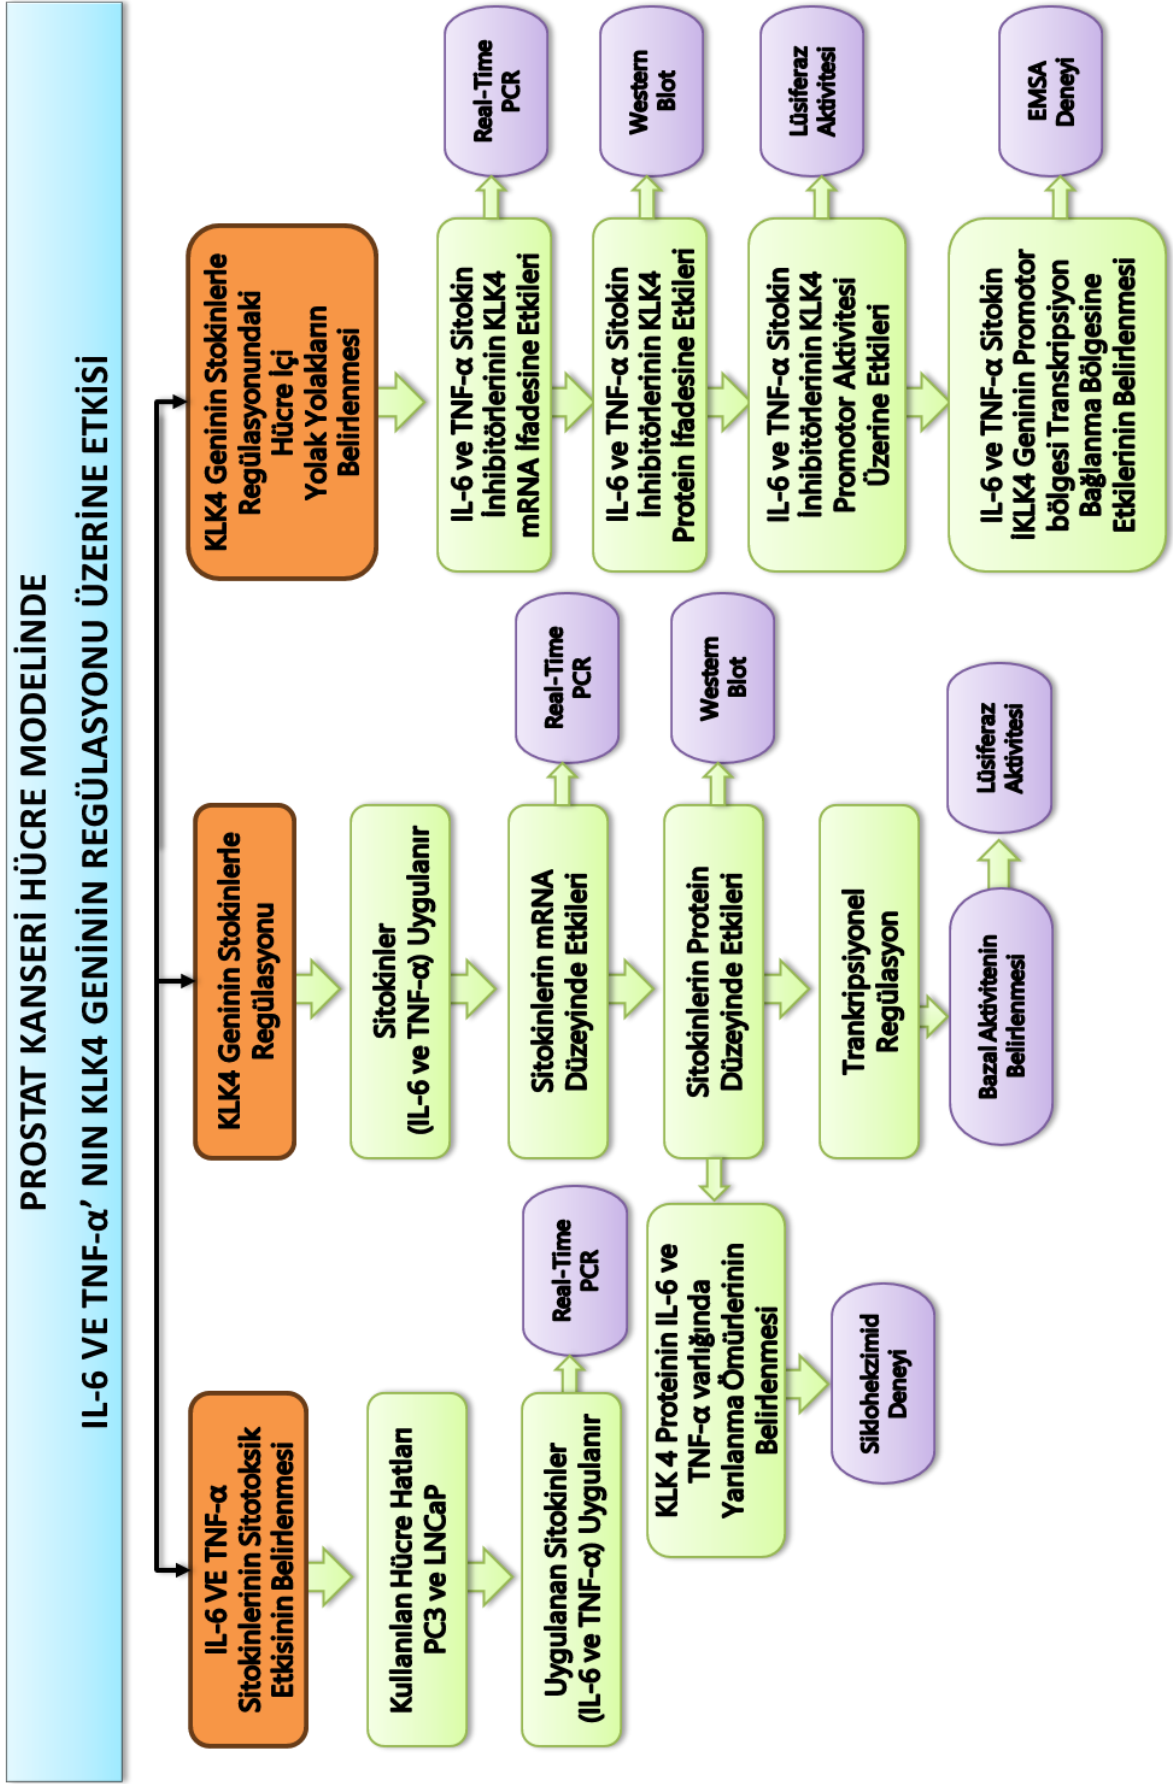 PROSTAT KANSERİ HÜCRE MODELİNDE
IL-6 VE TNF-α’ NIN KLK4 GENİNİN REGÜLASYONU ÜZERİNE ETKİSİ
IL-6 VE TNF-α
Sitokinlerinin Sitotoksik
Etkisinin Belirlenmesi
Kullanılan Hücre Hatları
PC3 ve LNCaP
Uygulanan Sitokinler
(IL-6 ve TNF-α) Uygulanır
Real-Time
PCR
KLK4 Geninin Stokinlerle
Regülasyonu
Sitokinler
(IL-6 ve TNF-α) Uygulanır
Sitokinlerin mRNA
Düzeyinde Etkileri
Real-Time
PCR
Sitokinlerin Protein
Düzeyinde Etkileri
Western
Blot
KLK 4 Proteinin IL-6 ve
TNF-α varlığında
Yarılanma Ömürlerinin
Belirlenmesi
Siklohekzimid
Deneyi
Trankripsiyonel
Regülasyon
Bazal Aktivitenin
Belirlenmesi
Lüsiferaz
Aktivitesi
KLK4 Geninin Stokinlerle
Regülasyonundaki
Hücre İçi
Yolak Yolakların
Belirlenmesi
IL-6 ve TNF-α Sitokin
İnhibitörlerinin KLK4
mRNA İfadesine Etkileri
Real-Time
PCR
IL-6 ve TNF-α Sitokin
İnhibitörlerinin KLK4
Protein İfadesine Etkileri
Western
Blot
IL-6 ve TNF-α Sitokin
İnhibitörlerinin KLK4
Promotor Aktivitesi
Üzerine Etkileri
Lüsiferaz
Aktivitesi
IL-6 ve TNF-α Sitokin
İKLK4 Geninin Promotor
bölgesi Transkripsiyon
Bağlanma Bölgesine
Etkilerinin Belirlenmesi
EMSA
Deneyi